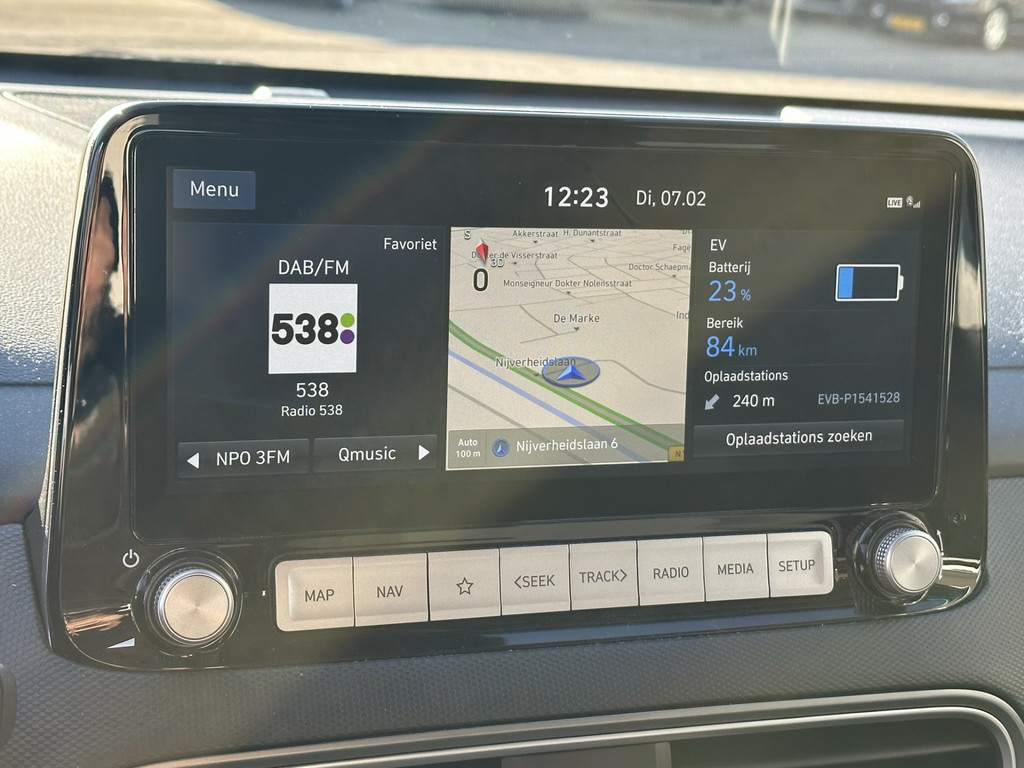 Menu
12:23
Di, 07.02
LIVE
Favoriet
DAB/FM
538
538
Radio 538
NPO 3FM
Qmusic
S
3D
0
Akkerstraat
H. Dunantstraat
Monseigneur Dokter Nolensstraat
De Marke
Nijverheidslaan
Auto
100 m
Nijverheidslaan 6
N
EV
Batterij
23 %
Bereik
84 km
Oplaadstations
240 m
EVB-P1541528
Oplaadstations zoeken
MAP
NAV
<SEEK
TRACK>
RADIO
MEDIA
SETUP